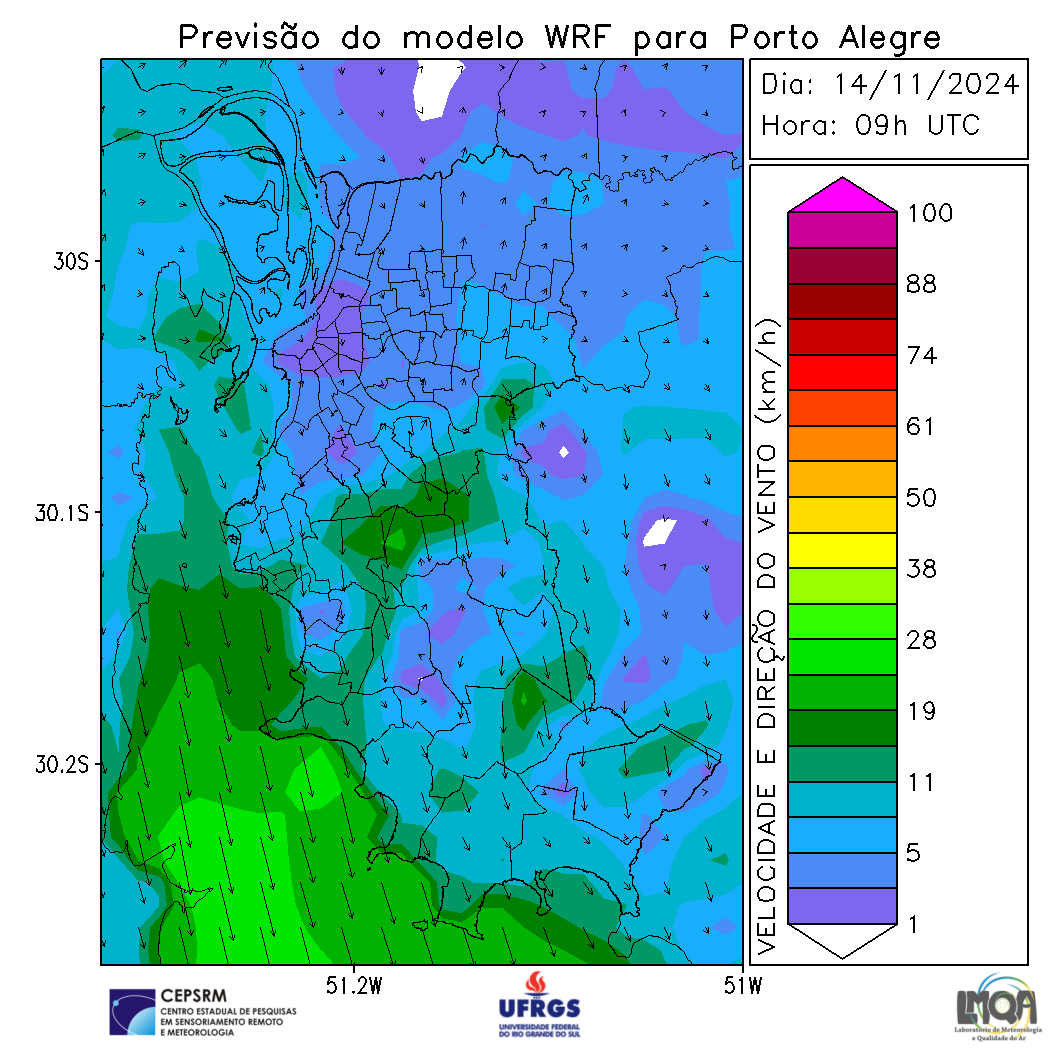 Previsão do modelo WRF para Porto Alegre
Dia: 14/11/2024
Hora: 09h UTC
30S
30.1S
30.2S
51.2W
51W
VELOCIDADE E DIREÇÃO DO VENTO (km/h)
100
88
74
61
50
38
28
19
11
5
1
CEPSRM
CENTRO ESTADUAL DE PESQUISAS
EM SENSORIAMENTO REMOTO
E METEOROLOGIA
UFRGS
UNIVERSIDADE FEDERAL
DO RIO GRANDE DO SUL
LMQA
Laboratório de Meteorologia
e Qualidade do Ar